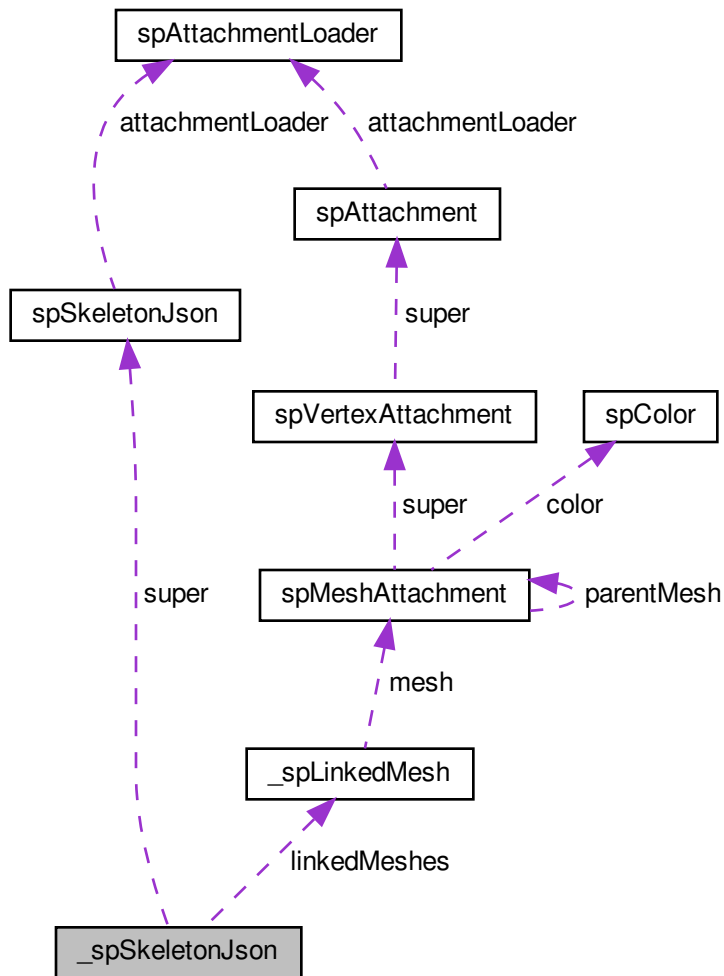 spAttachmentLoader
attachmentLoader
attachmentLoader
spAttachment
spSkeletonJson
super
spVertexAttachment
spColor
super
color
spMeshAttachment
parentMesh
super
mesh
_spLinkedMesh
linkedMeshes
_spSkeletonJson